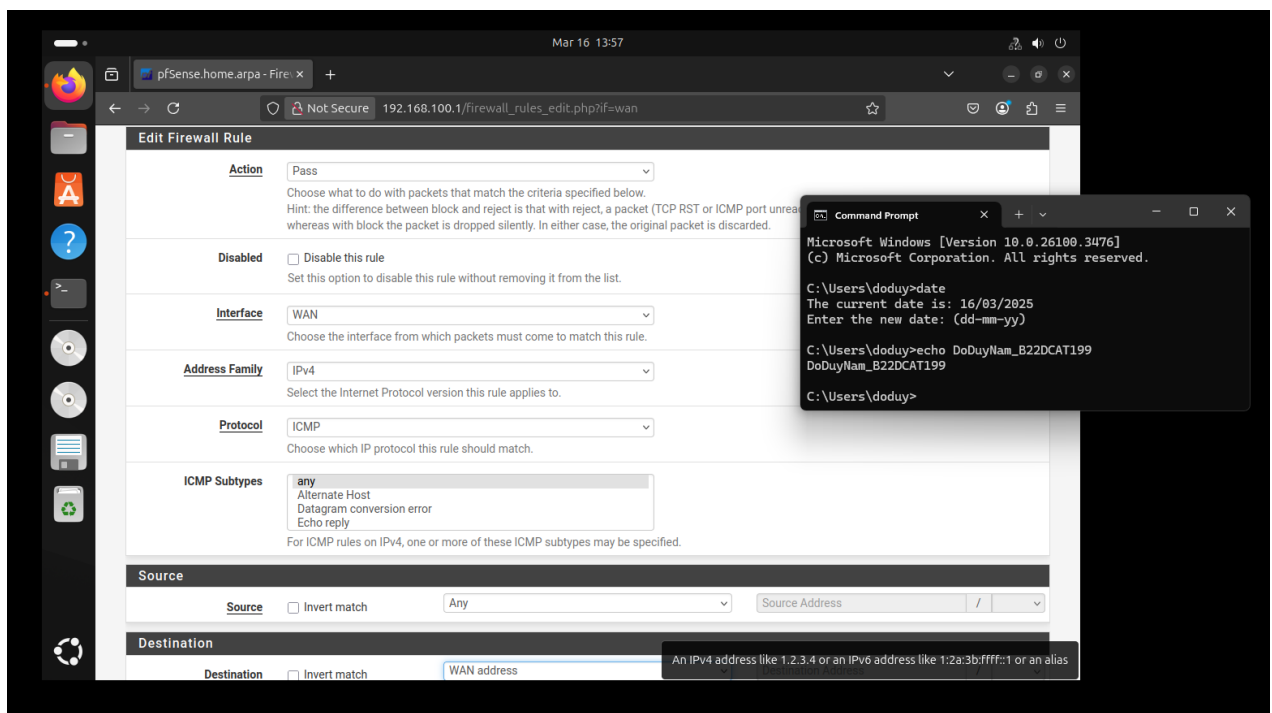 Mar 16 13:57
pfSense.home.arpa - Fire
Not Secure 192.168.100.1/firewall_rules_edit.php?if=wan
Edit Firewall Rule
Action
Pass
Choose what to do with packets that match the criteria specified below.
Hint: the difference between block and reject is that with reject, a packet (TCP RST or ICMP port unreac
whereas with block the packet is dropped silently. In either case, the original packet is discarded.
Disabled
Disable this rule
Set this option to disable this rule without removing it from the list.
Interface
WAN
Choose the interface from which packets must come to match this rule.
Address Family
IPv4
Select the Internet Protocol version this rule applies to.
Protocol
ICMP
Choose which IP protocol this rule should match.
ICMP Subtypes
any
Alternate Host
Datagram conversion error
Echo reply
For ICMP rules on IPv4, one or more of these ICMP subtypes may be specified.
Source
Source
Invert match
Any
Source Address
/
Destination
Destination
Invert match
WAN address
Destination Address
/
An IPv4 address like 1.2.3.4 or an IPv6 address like 1:2a:3b:ffff::1 or an alias
Command Prompt
Microsoft Windows [Version 10.0.26100.3476]
(c) Microsoft Corporation. All rights reserved.
C:\Users\doduy>date
The current date is: 16/03/2025
Enter the new date: (dd-mm-yy)
C:\Users\doduy>echo DoDuyNam_B22DCAT199
DoDuyNam_B22DCAT199
C:\Users\doduy>